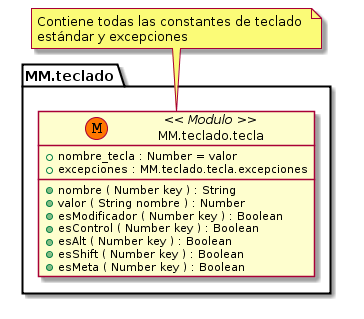 Contiene todas las constantes de teclado
estándar y excepciones
MM.teclado
M
<< Modulo >>
MM.teclado.tecla
nombre_tecla : Number = valor
excepciones : MM.teclado.tecla.excepciones
nombre ( Number key ) : String
valor ( String nombre ) : Number
esModificador ( Number key ) : Boolean
esControl ( Number key ) : Boolean
esAlt ( Number key ) : Boolean
esShift ( Number key ) : Boolean
esMeta ( Number key ) : Boolean